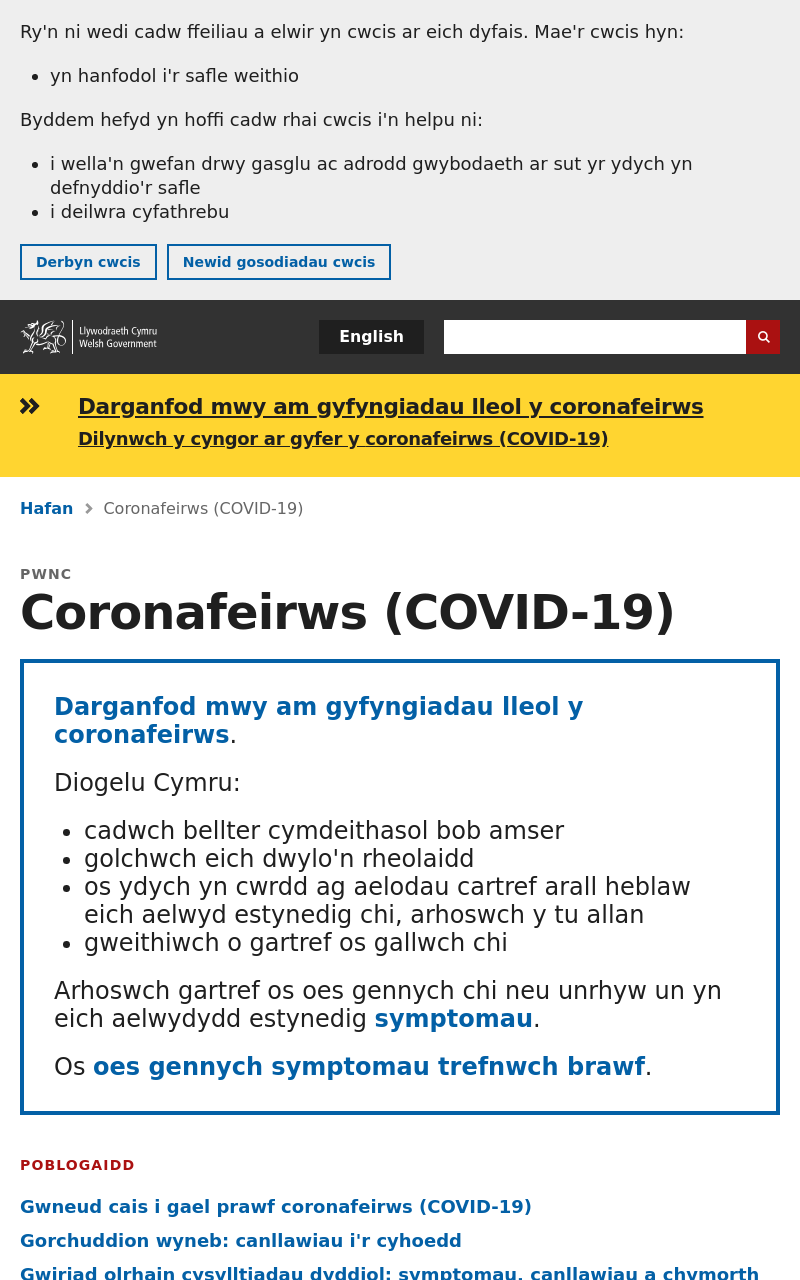 Ry'n ni wedi cadw ffeiliau a elwir yn cwcis ar eich dyfais. Mae'r cwcis hyn:
yn hanfodol i'r safle weithio
Byddem hefyd yn hoffi cadw rhai cwcis i'n helpu ni:
i wella'n gwefan drwy gasglu ac adrodd gwybodaeth ar sut yr ydych yn
defnyddio'r safle
i deilwra cyfathrebu
Derbyn cwcis
Newid gosodiadau cwcis
Llywodraeth Cymru
Welsh Government
English
Darganfod mwy am gyfyngiadau lleol y coronafeirws
Dilynwch y cyngor ar gyfer y coronafeirws (COVID-19)
Hafan
Coronafeirws (COVID-19)
PWNC
Coronafeirws (COVID-19)
Darganfod mwy am gyfyngiadau lleol y
coronafeirws.
Diogelu Cymru:
cadwch bellter cymdeithasol bob amser
golchwch eich dwylo'n rheolaidd
os ydych yn cwrdd ag aelodau cartref arall heblaw
eich aelwyd estynedig chi, arhoswch y tu allan
gweithiwch o gartref os gallwch chi
Arhoswch gartref os oes gennych chi neu unrhyw un yn
eich aelwydydd estynedig symptomau.
Os oes gennych symptomau trefnwch brawf.
POBLOGAIDD
Gwneud cais i gael prawf coronafeirws (COVID-19)
Gorchuddion wyneb: canllawiau i'r cyhoedd
Gwiriad olrhain cysylltiadau dyddiol: symptomau, canllawiau a chymorth